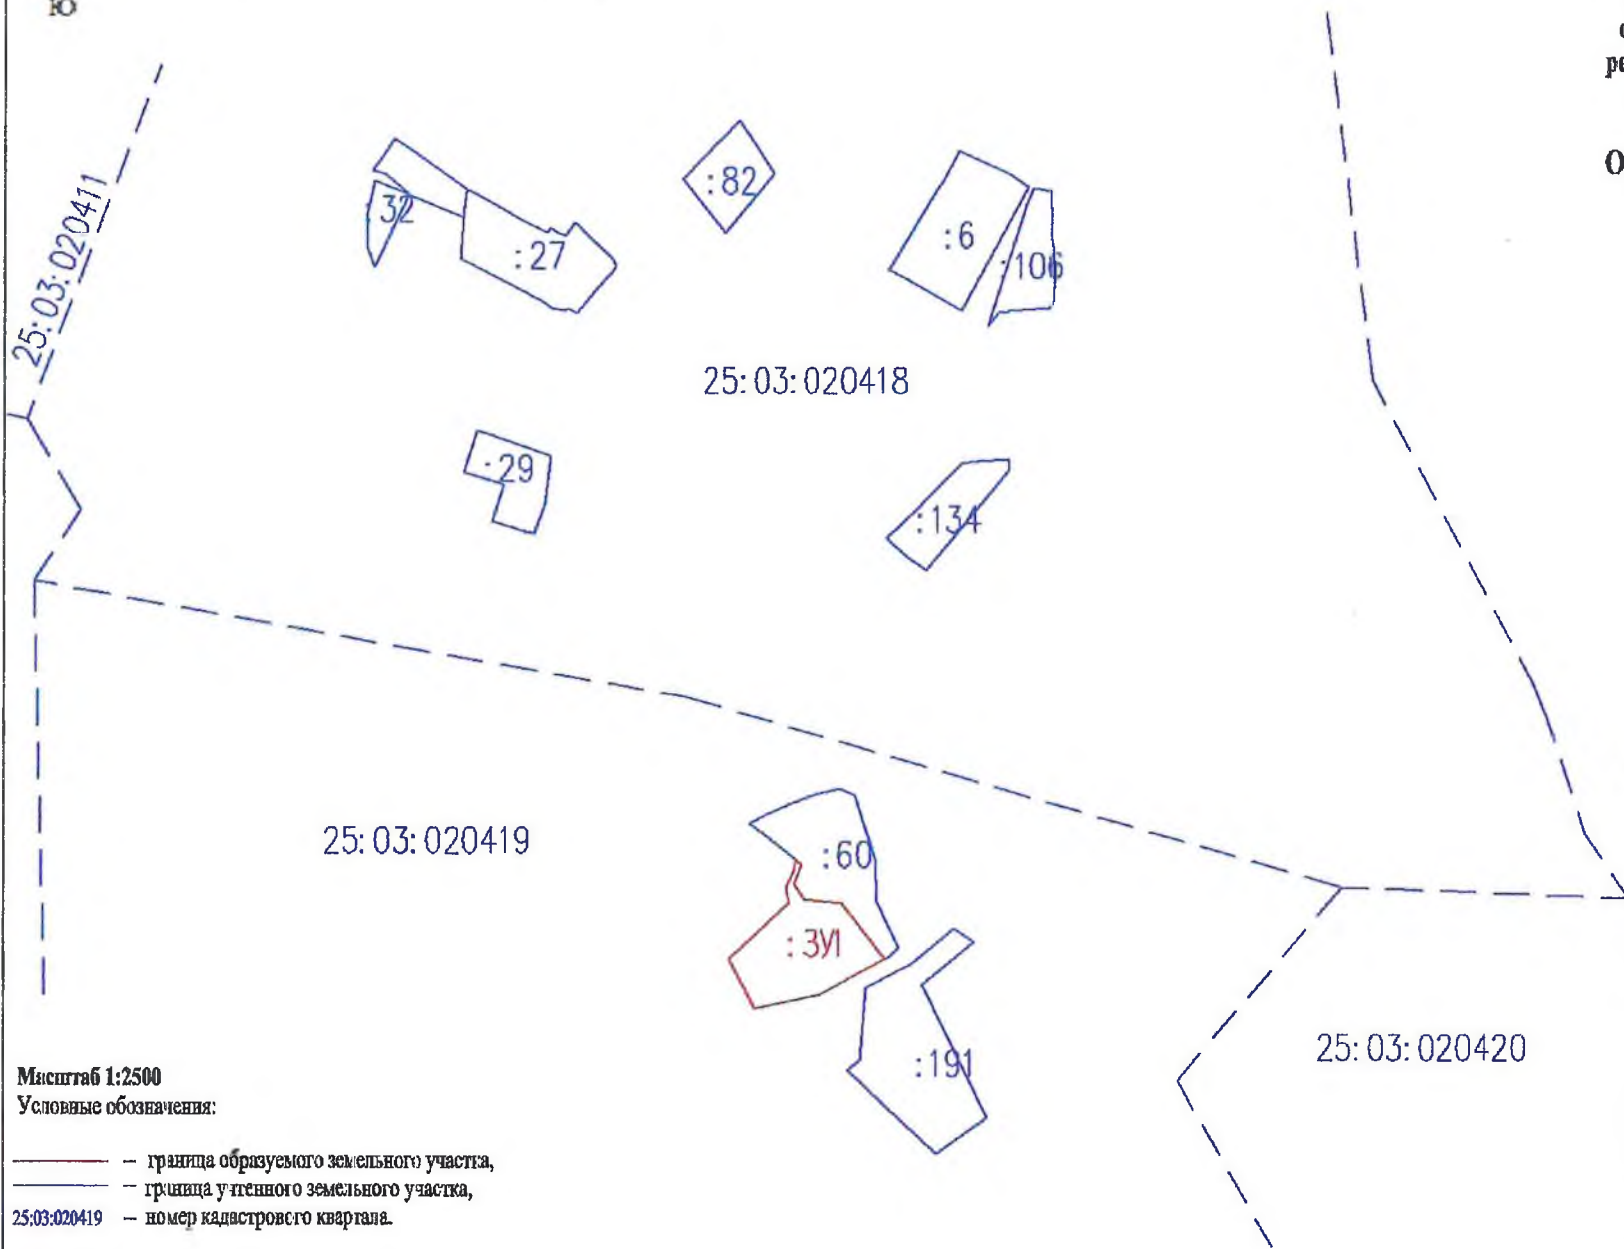 Ю
ре
О
25:03:020411
32
:82
:27
:6
:106
25:03:020418
:29
:134
25:03:020419
:60
:ЗУ1
:191
25:03:020420
Масштаб 1:2500
Условные обозначения:
– граница образуемого земельного участка,
– граница учтенного земельного участка,
25:03:020419 – номер кадастрового квартала.